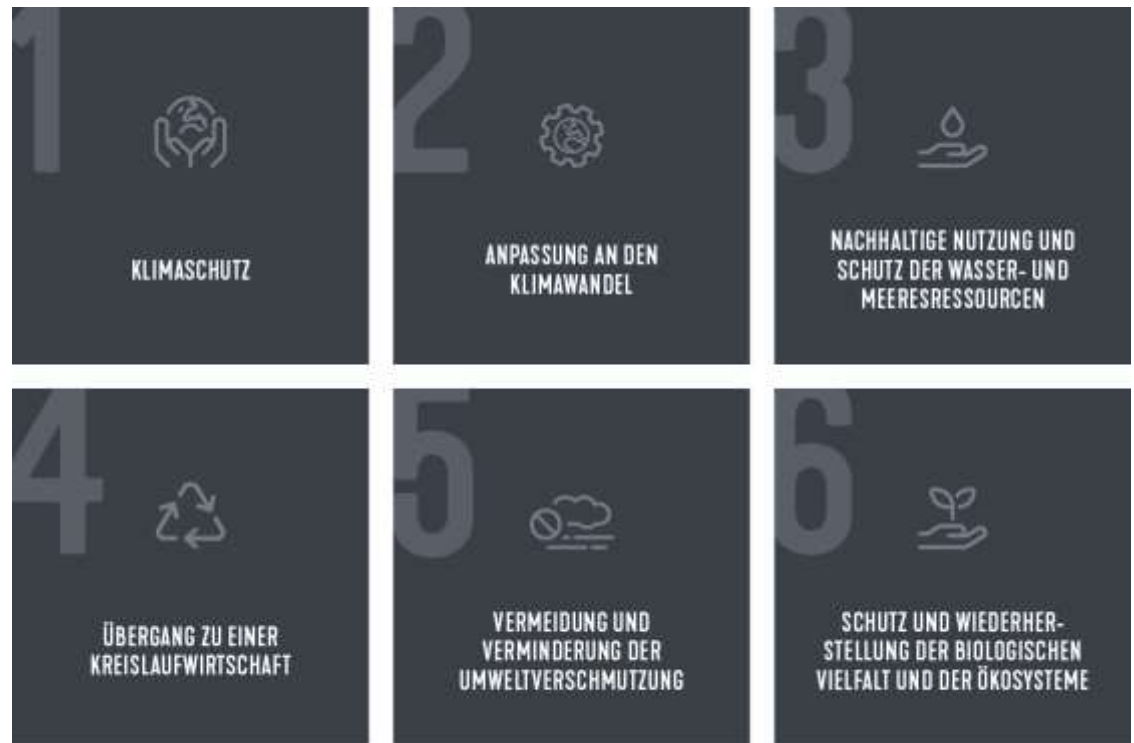 1
KLIMASCHUTZ
2
ANPASSUNG AN DEN
KLIMAWANDEL
3
NACHHALTIGE NUTZUNG UND
SCHUTZ DER WASSER- UND
MEERESRESSOURCEN
4
ÜBERGANG ZU EINER
KREISLAUFWIRTSCHAFT
5
VERMEIDUNG UND
VERMINDERUNG DER
UMWELTVERSCHMUTZUNG
6
SCHUTZ UND WIEDERHER-
STELLUNG DER BIOLOGISCHEN
VIELFALT UND DER ÖKOSYSTEME